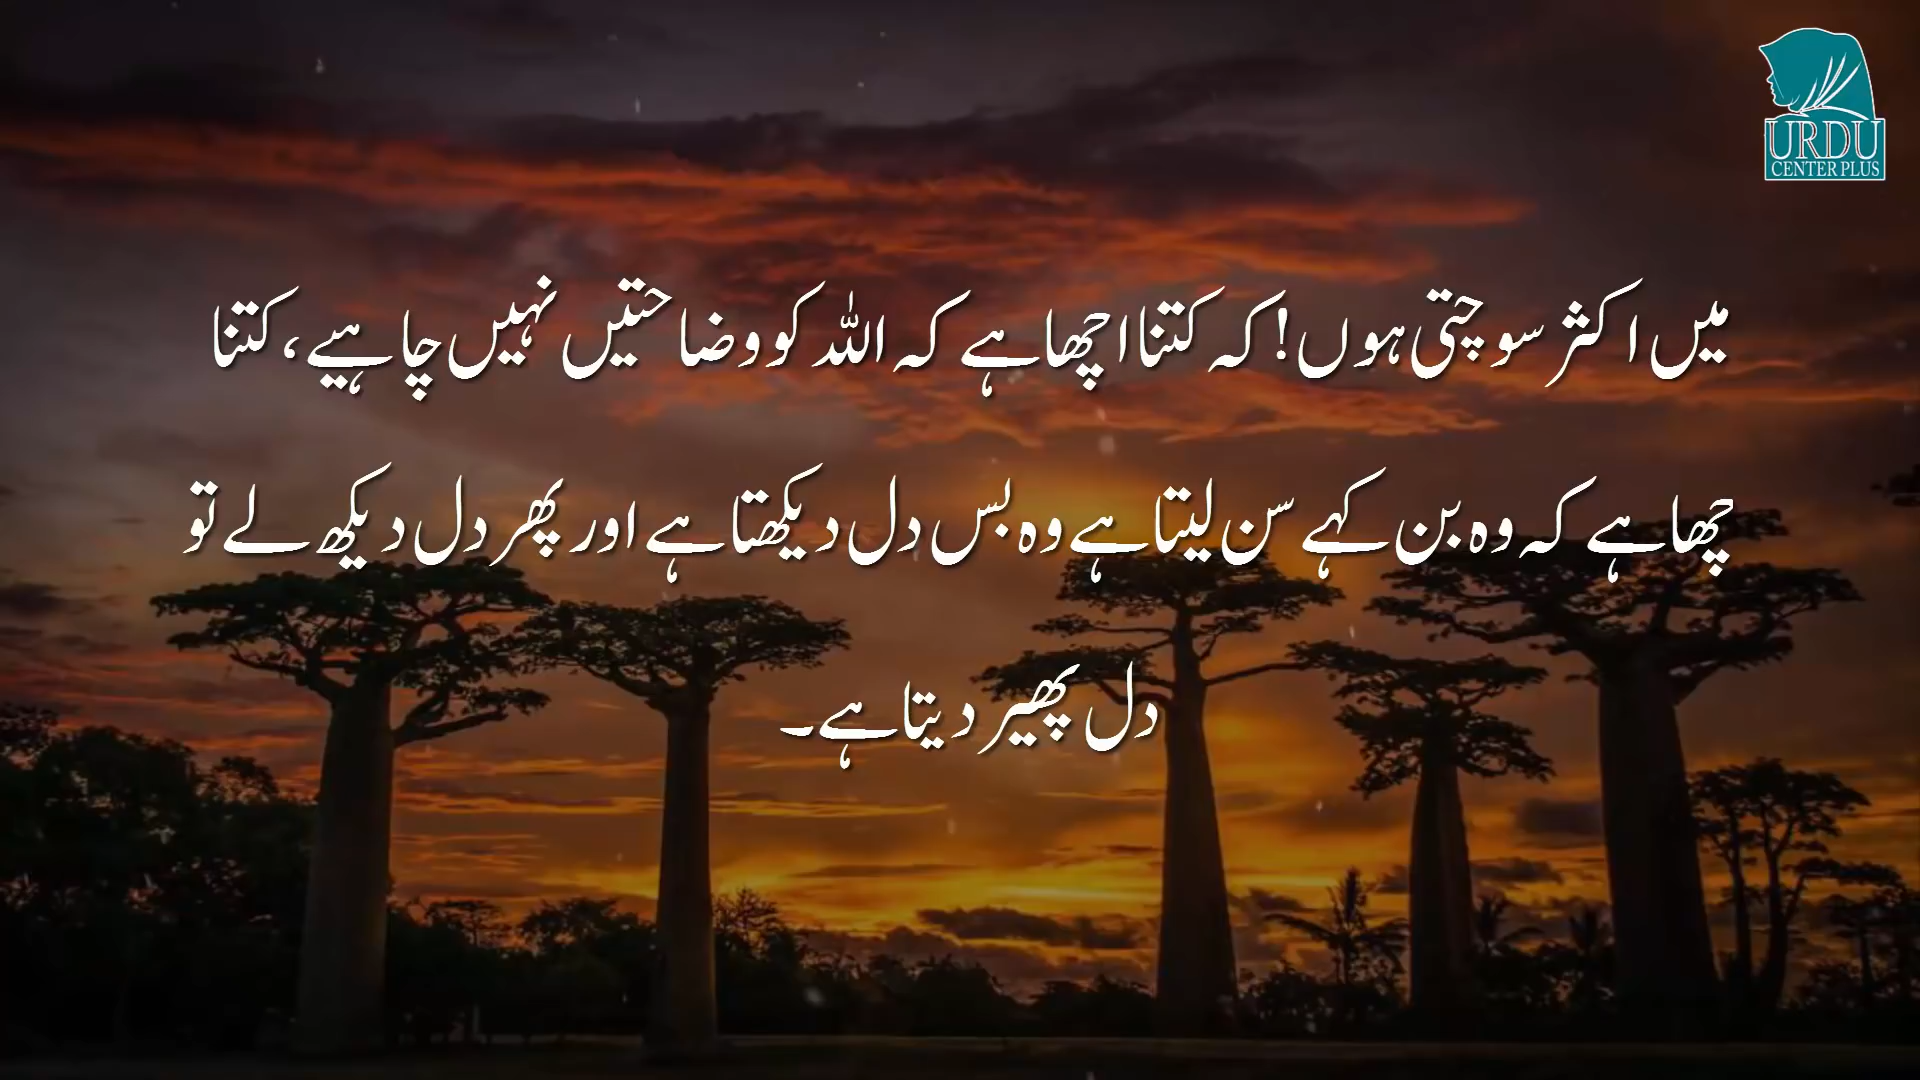 URDU
CENTER PLUS
میں اکثر سوچتی ہوں! کہ کتنا اچھا ہے کہ اللہ کو وضاحتیں نہیں چاہیے، کتنا
چھا ہے کہ وہ بن کہے سن لیتا ہے وہ بس دل دیکھتا ہے اور پھر دل دیکھ لے تو
دل پھیر دیتا ہے۔